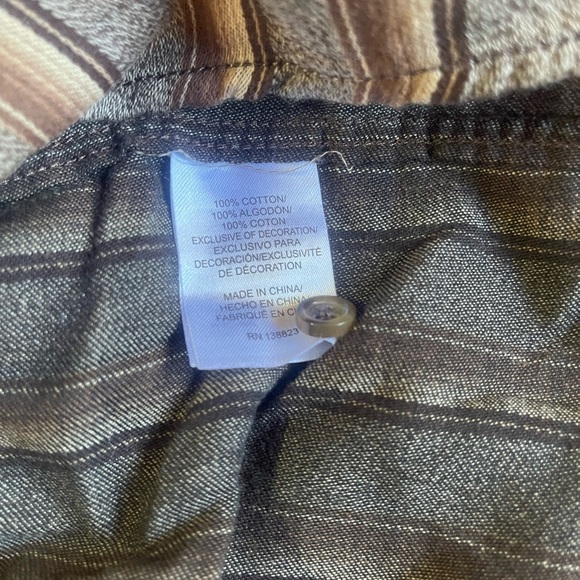 100% COTTON/
100% ALGODÓN/
100% COTON
EXCLUSIVE OF DECORATION/
EXCLUSIVO PARA
DECORACIÓN/EXCLUSIVITÉ
DE DÉCORATION
MADE IN CHINA/
HECHO EN CHINA
FABRIQUÉ EN
RN 138823